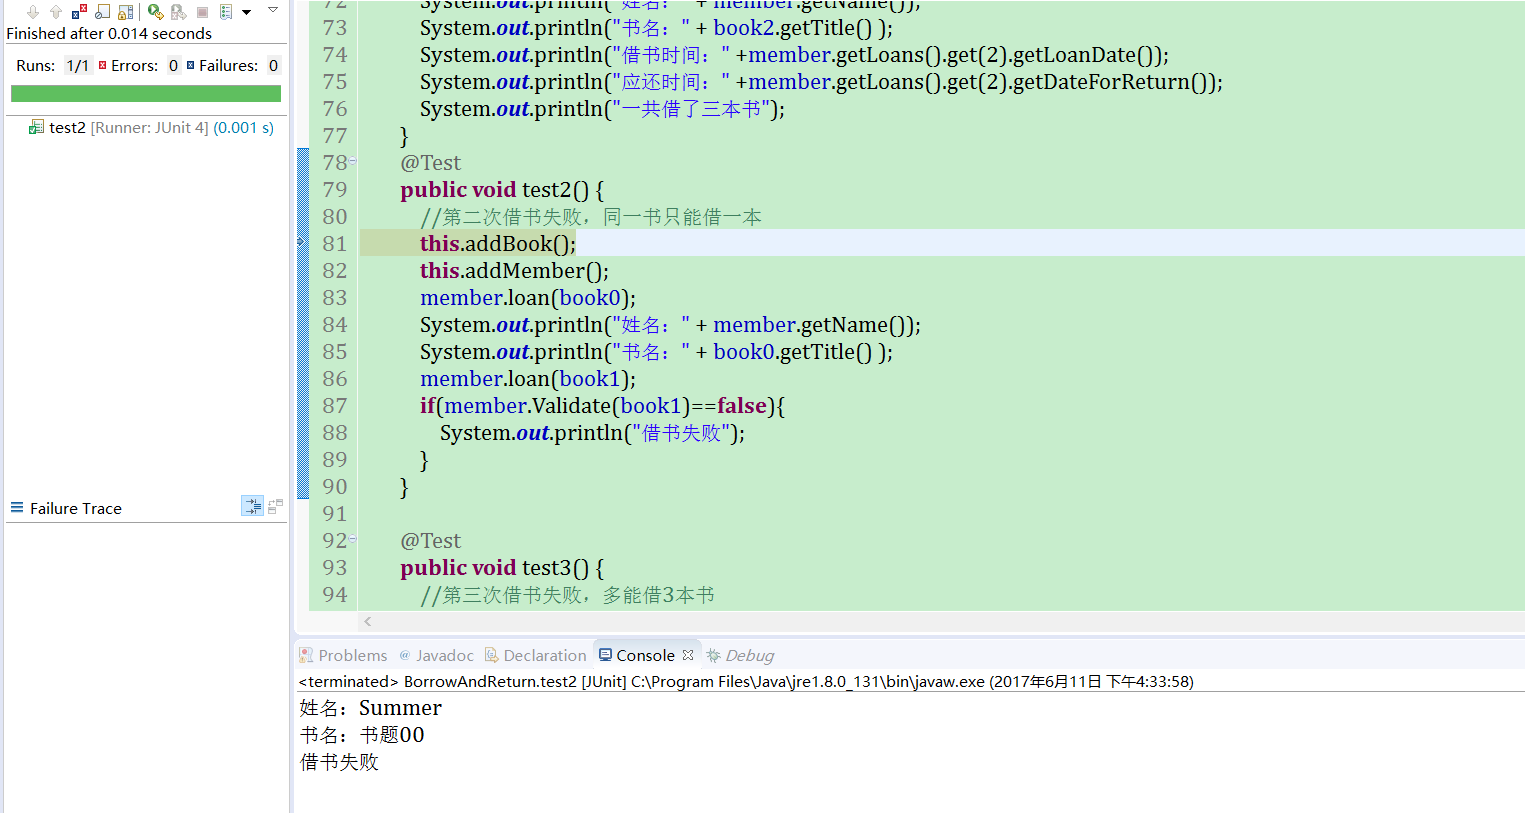 Finished after 0.014 seconds
Runs: 1/1 Errors: 0 Failures: 0
test2 [Runner: JUnit 4] (0.001 s)
Failure Trace
72 System.out.println("姓名：" + member.getName());
73 System.out.println("书名：" + book2.getTitle() );
74 System.out.println("借书时间：" +member.getLoans().get(2).getLoanDate());
75 System.out.println("应还时间：" +member.getLoans().get(2).getDateForReturn());
76 System.out.println("一共借了三本书");
77 }
78 @Test
79 public void test2() {
80 //第二次借书失败，同一书只能借一本
81 this.addBook();
82 this.addMember();
83 member.loan(book0);
84 System.out.println("姓名：" + member.getName());
85 System.out.println("书名：" + book0.getTitle() );
86 member.loan(book1);
87 if(member.Validate(book1)==false){
88 System.out.println("借书失败");
89 }
90 }
91
92 @Test
93 public void test3() {
94 //第三次借书失败，多能借3本书
Problems @ Javadoc Declaration Console Debug
<terminated> BorrowAndReturn.test2 [JUnit] C:\Program Files\Java\jre1.8.0_131\bin\javaw.exe (2017年6月11日 下午4:33:58)
姓名：Summer
书名：书题00
借书失败